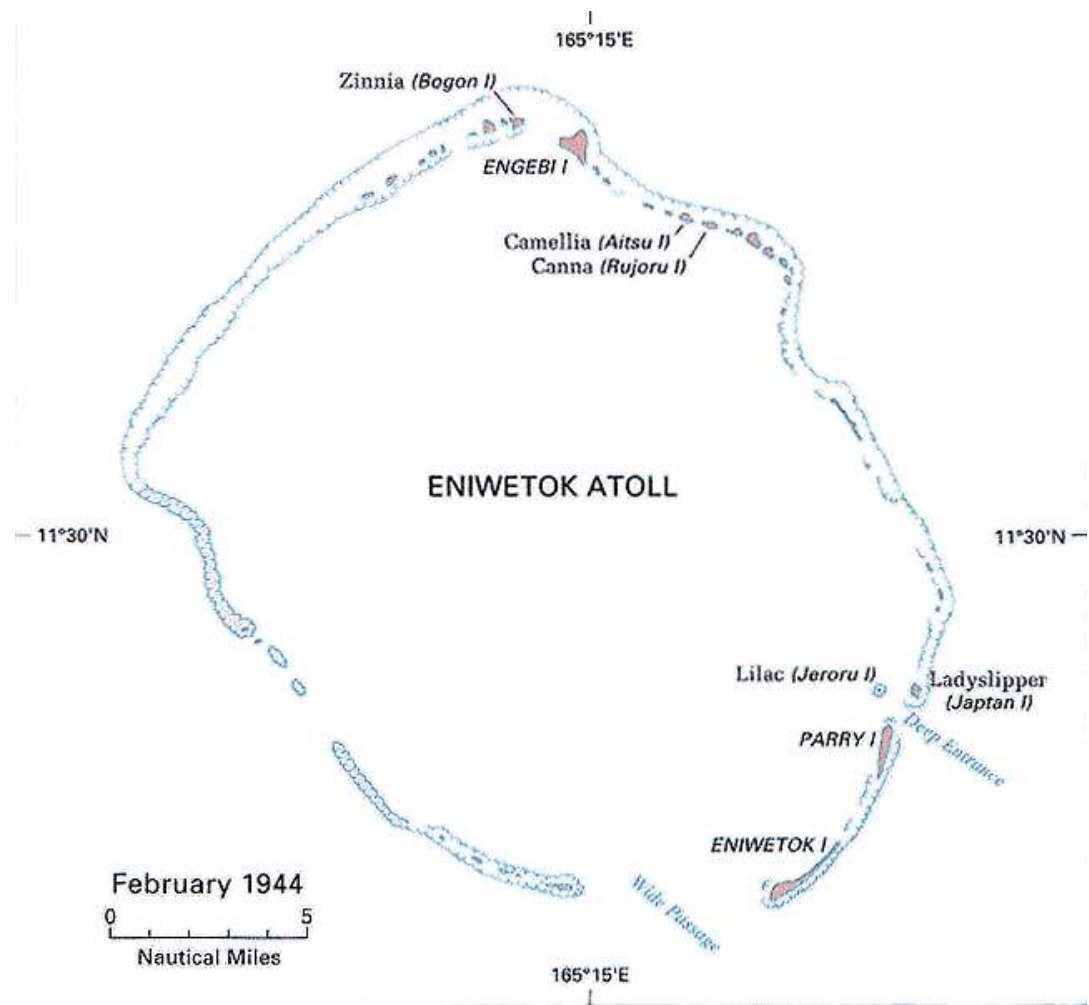 165°15'E
Zinnia (Bogon I)
ENGEBI I
Camellia (Aitsu I)
Canna (Rujoru I)
ENIWETOK ATOLL
11°30'N
11°30'N
Lilac (Jeroru I)
Ladyslipper
(Japtan I)
PARRY I
Deep Entrance
ENIWETOK I
Wide Passage
February 1944
0 5
Nautical Miles
165°15'E